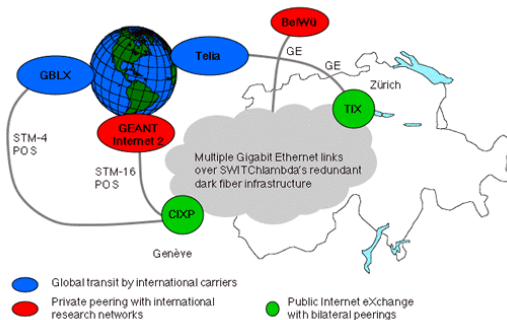 BelWü
Telia
GE
GBLX
GE
Zürich
TIX
STM-4
POS
GEANT
Internet 2
STM-16
POS
Multiple Gigabit Ethernet links
over SWITCHlambda's redundant
dark fiber infrastructure
CIXP
Genève
Global transit by international carriers
Private peering with international
research networks
Public Internet eXchange
with bilateral peerings